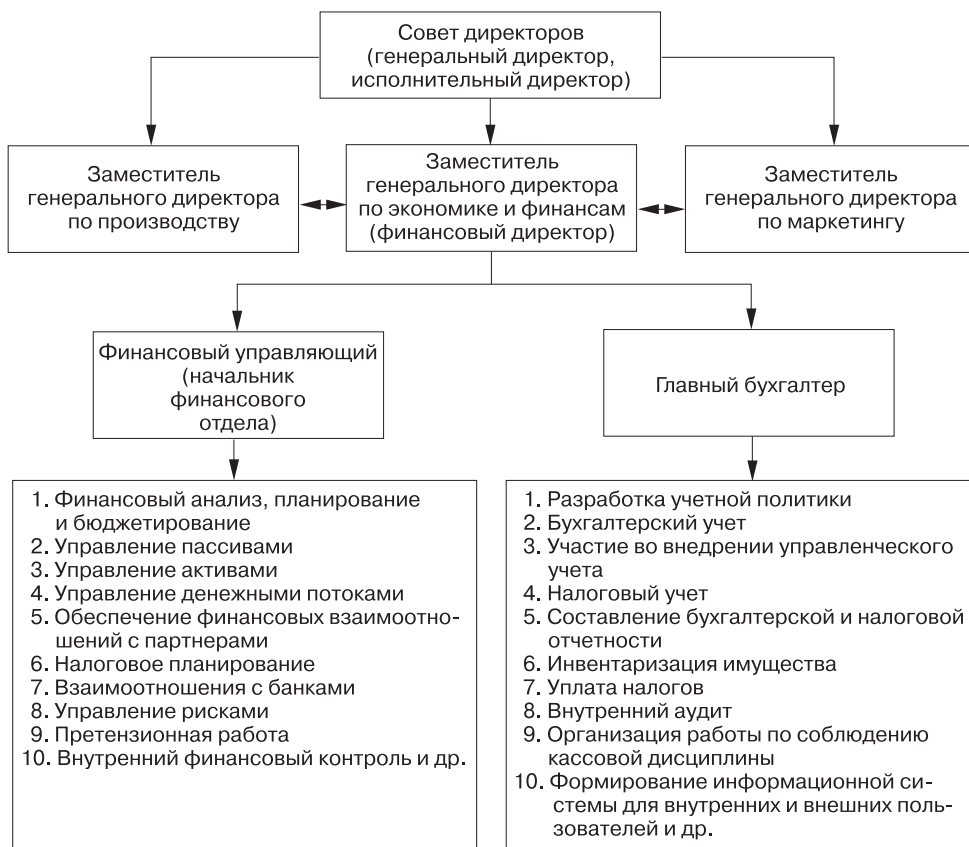 Совет директоров
(генеральный директор,
исполнительный директор)
Заместитель
генерального директора
по производству
Заместитель
генерального директора
по экономике и финансам
(финансовый директор)
Заместитель
генерального директора
по маркетингу
Финансовый управляющий
(начальник
финансового
отдела)
Главный бухгалтер
1. Финансовый анализ, планирование
и бюджетирование
2. Управление пассивами
3. Управление активами
4. Управление денежными потоками
5. Обеспечение финансовых взаимоотно-
шений с партнерами
6. Налоговое планирование
7. Взаимоотношения с банками
8. Управление рисками
9. Претензионная работа
10. Внутренний финансовый контроль и др.
1. Разработка учетной политики
2. Бухгалтерский учет
3. Участие во внедрении управленческого
учета
4. Налоговый учет
5. Составление бухгалтерской и налоговой
отчетности
6. Инвентаризация имущества
7. Уплата налогов
8. Внутренний аудит
9. Организация работы по соблюдению
кассовой дисциплины
10. Формирование информационной си-
стемы для внутренних и внешних поль-
зователей и др.